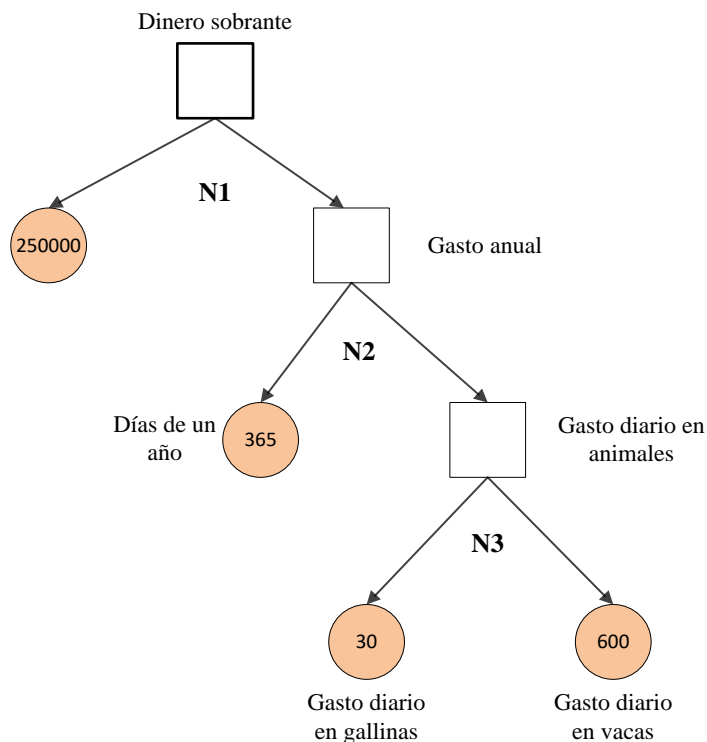 Dinero sobrante
N1
250000
Gasto anual
N2
Días de un
año
365
Gasto diario en
animales
N3
30
600
Gasto diario
en gallinas
Gasto diario
en vacas